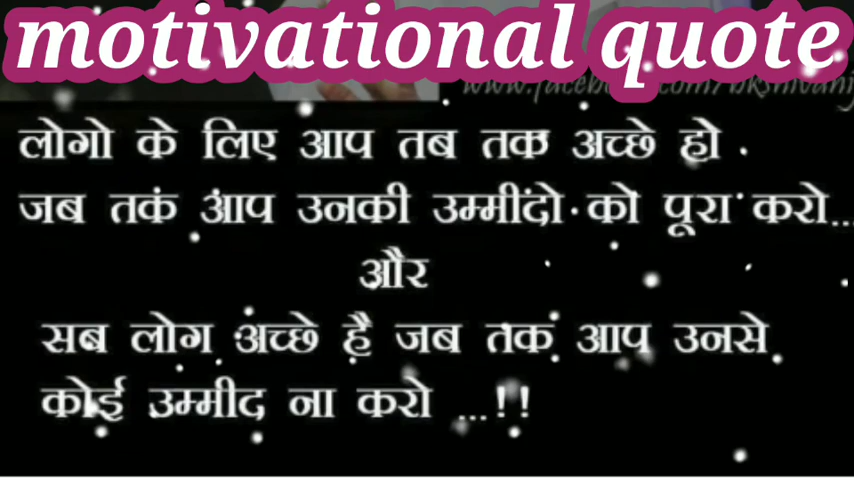 motivational quote
लोगो के लिए आप तब तक अच्छे हो .
जब तक आप उनकी उम्मीदो को पूरा करो...
और
सब लोग अच्छे है जब तक आप उनसे
कोई उम्मीद ना करो ...!!